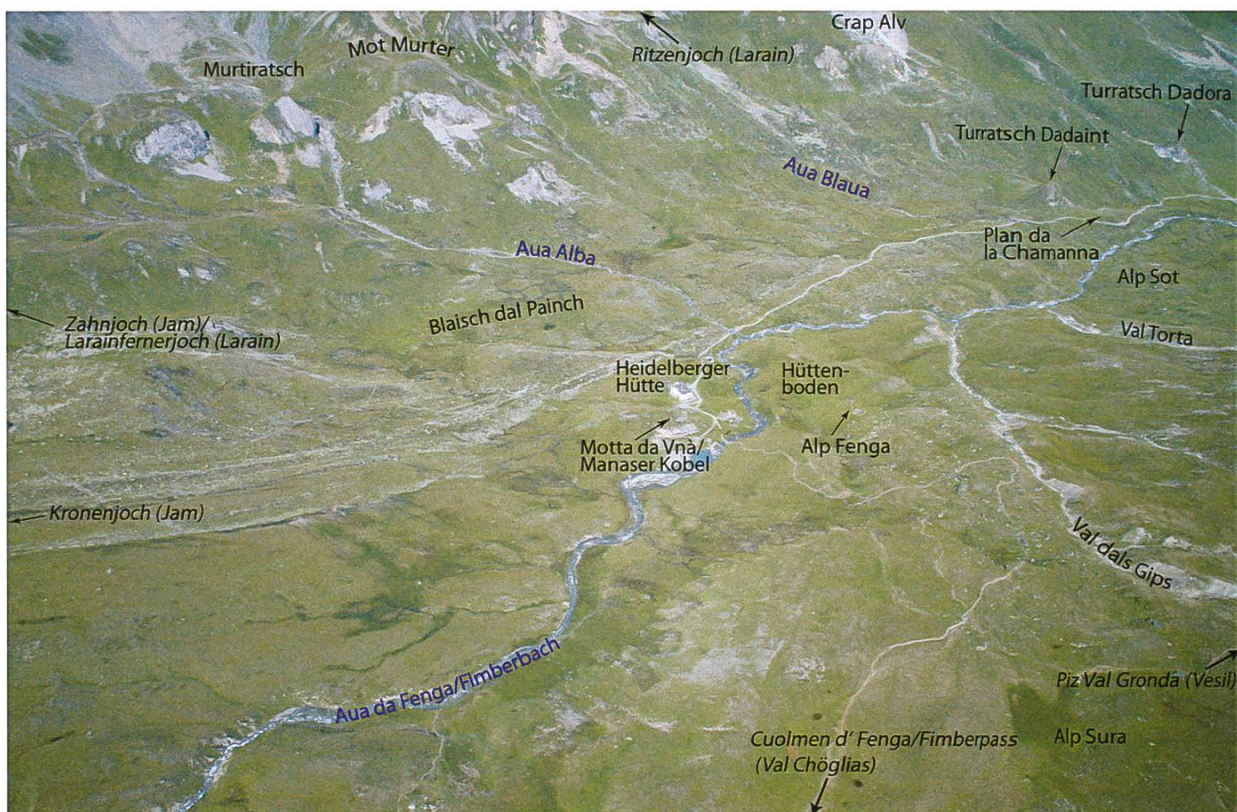 Crap Alv
Mot Murter
Ritzenjoch (Larain)
Murtiratsch
Turratsch Dadora
Turratsch Dadaint
Aua Blaua
Plan da
la Chamanna
Aua Alba
Alp Sot
Blaisch dal Painch
Zahnjoch (Jam)/
Larainfernerjoch (Larain)
Val Torta
Heidelberger
Hütte
Hütten-
boden
Motta da Vnà/
Manaser Kobel
Alp Fenga
Kronenjoch (Jam)
Val dals Gips
Aua da Fenga/Fimberbach
Piz Val Gronda (Vesil)
Cuolmen d' Fenga/Fimberpass
(Val Chöglias)
Alp Sura